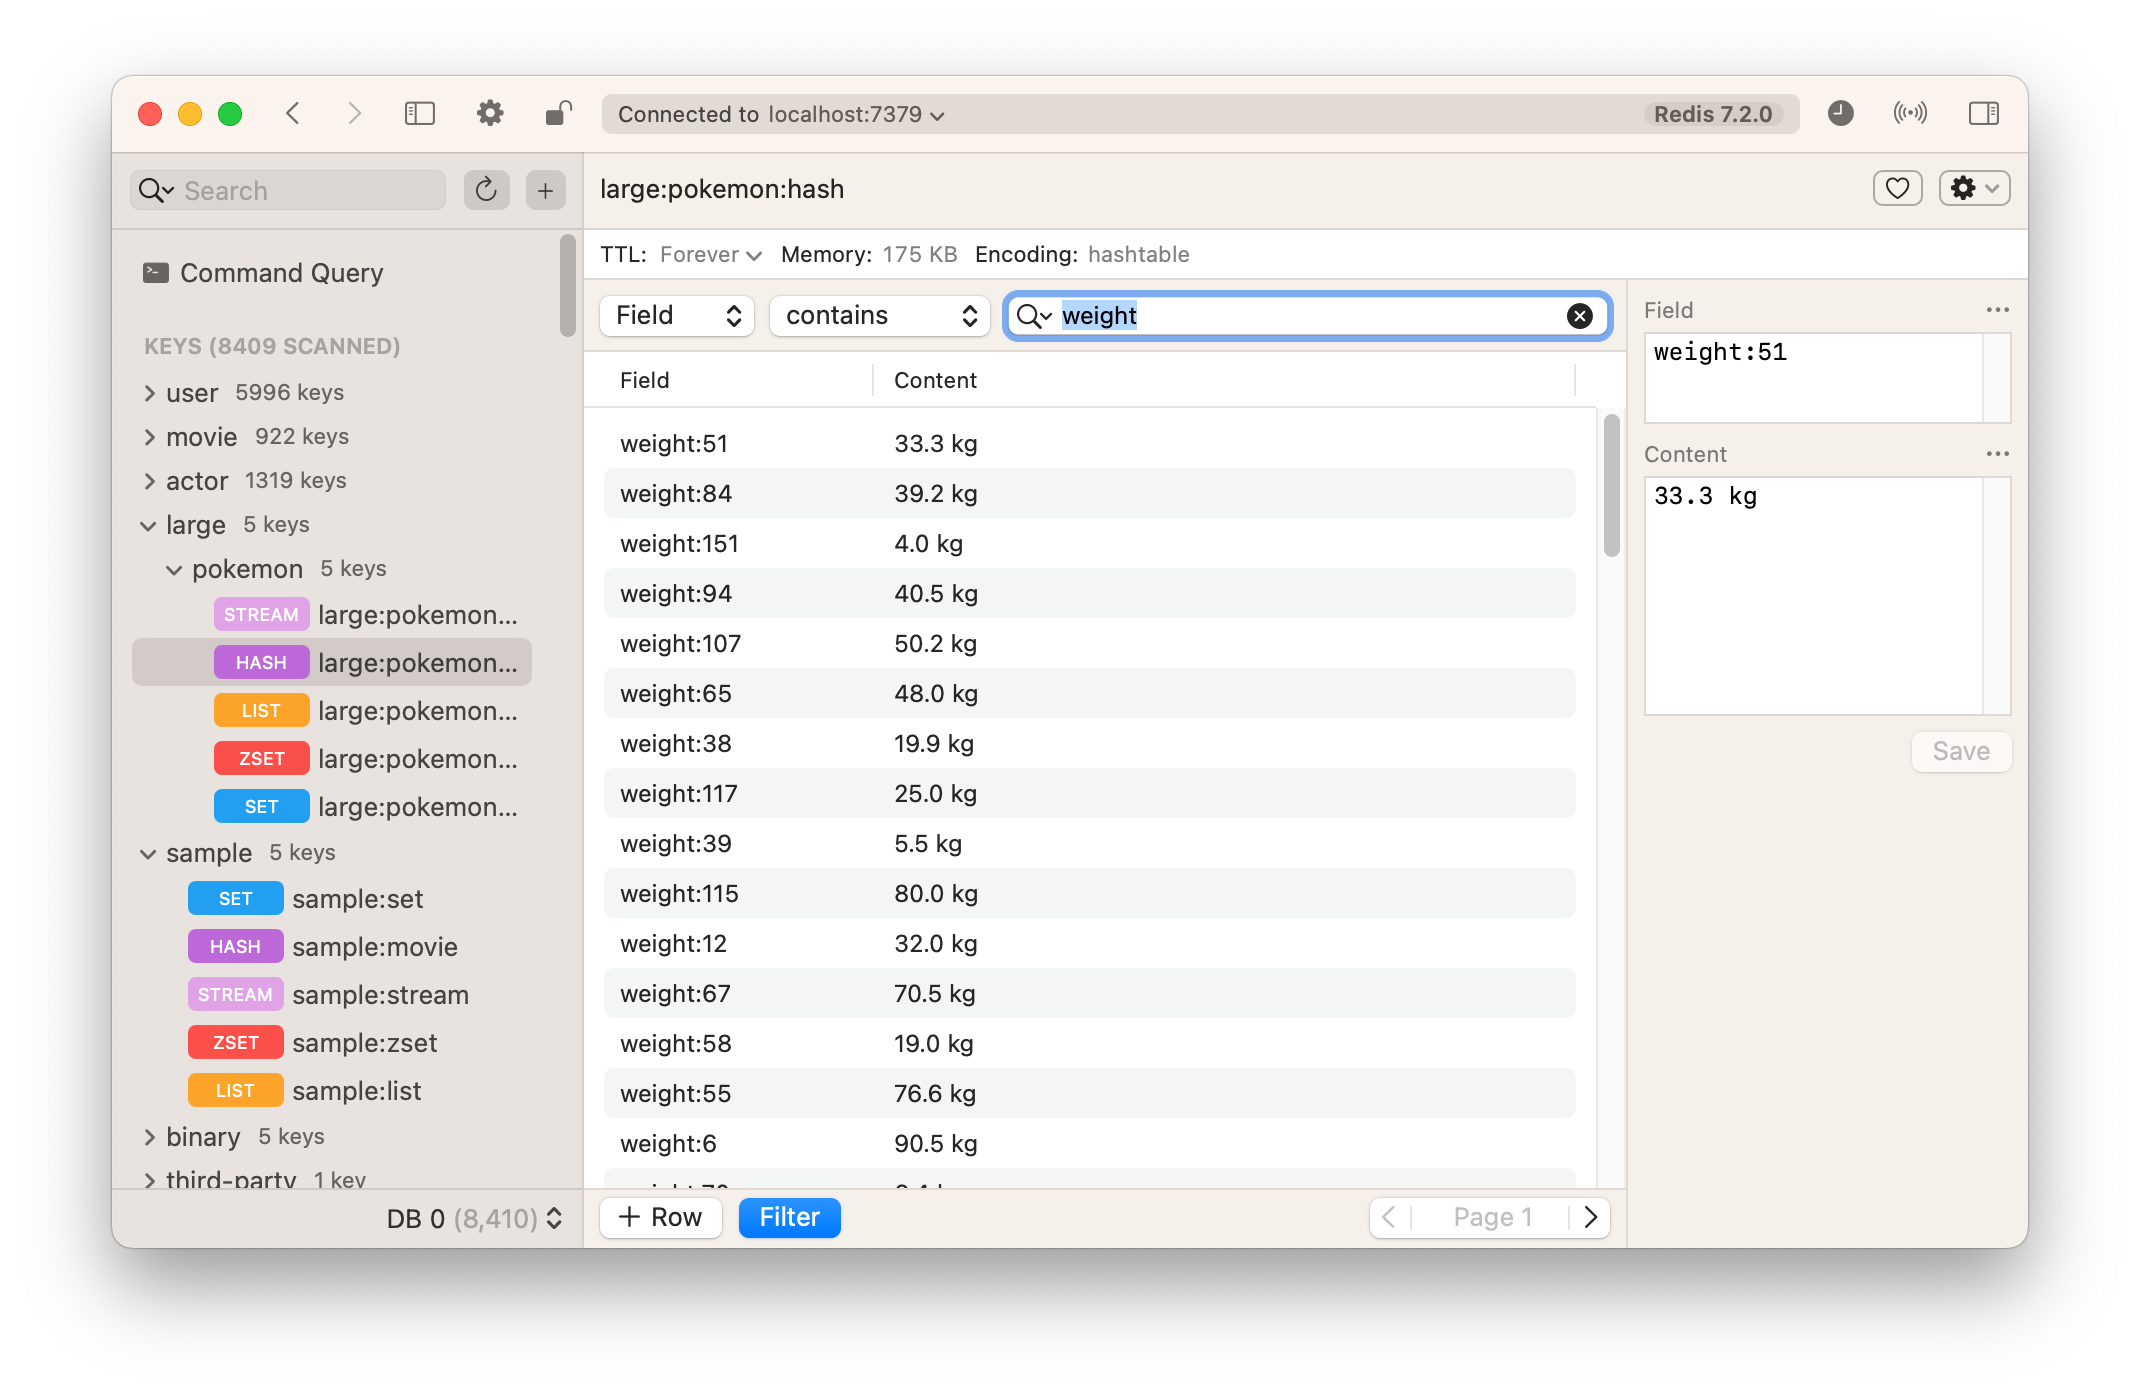 Connected to localhost:7379
Redis 7.2.0
Search
large:pokemon:hash
Command Query
KEYS (8409 SCANNED)
user 5996 keys
movie 922 keys
actor 1319 keys
large 5 keys
pokemon 5 keys
STREAM large:pokemon...
HASH large:pokemon...
LIST large:pokemon...
ZSET large:pokemon...
SET large:pokemon...
sample 5 keys
SET sample:set
HASH sample:movie
STREAM sample:stream
ZSET sample:zset
LIST sample:list
binary 5 keys
third-party 1 key
DB 0 (8,410)
TTL: Forever Memory: 175 KB Encoding: hashtable
Field contains weight
Field Content
weight:51 33.3 kg
weight:84 39.2 kg
weight:151 4.0 kg
weight:94 40.5 kg
weight:107 50.2 kg
weight:65 48.0 kg
weight:38 19.9 kg
weight:117 25.0 kg
weight:39 5.5 kg
weight:115 80.0 kg
weight:12 32.0 kg
weight:67 70.5 kg
weight:58 19.0 kg
weight:55 76.6 kg
weight:6 90.5 kg
+ Row Filter Page 1
Field
weight:51
Content
33.3 kg
Save